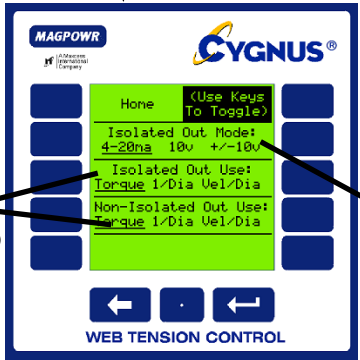 MAGPOWR
A Maxcess
International
Company
CYGNUS®
Home
(Use Keys
To Toggle)
Isolated Out Mode:
4-20ma 10v +/-10v
Isolated Out Use:
Torque 1/Dia Vel/Dia
Non-Isolated Out Use:
Torque 1/Dia Vel/Dia
WEB TENSION CONTROL